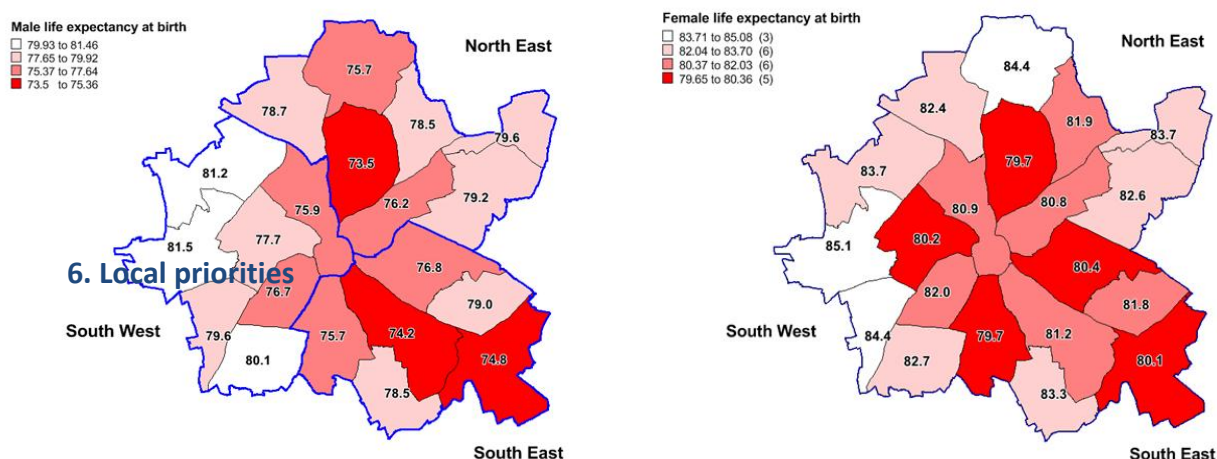 Male life expectancy at birth
79.93 to 81.46
77.65 to 79.92
75.37 to 77.64
73.5 to 75.36
North East
75.7
78.7
78.5
79.6
73.5
81.2
79.2
76.2
75.9
81.5
77.7
76.8
6. Local priorities
76.7
79.0
South West
79.6
75.7
74.2
74.8
80.1
78.5
South East
Female life expectancy at birth
83.71 to 85.08 (3)
82.04 to 83.70 (6)
80.37 to 82.03 (6)
79.65 to 80.36 (5)
North East
84.4
82.4
81.9
83.7
79.7
83.7
82.6
80.9
80.8
85.1
80.2
80.4
82.0
81.8
South West
84.4
79.7
81.2
80.1
82.7
83.3
South East